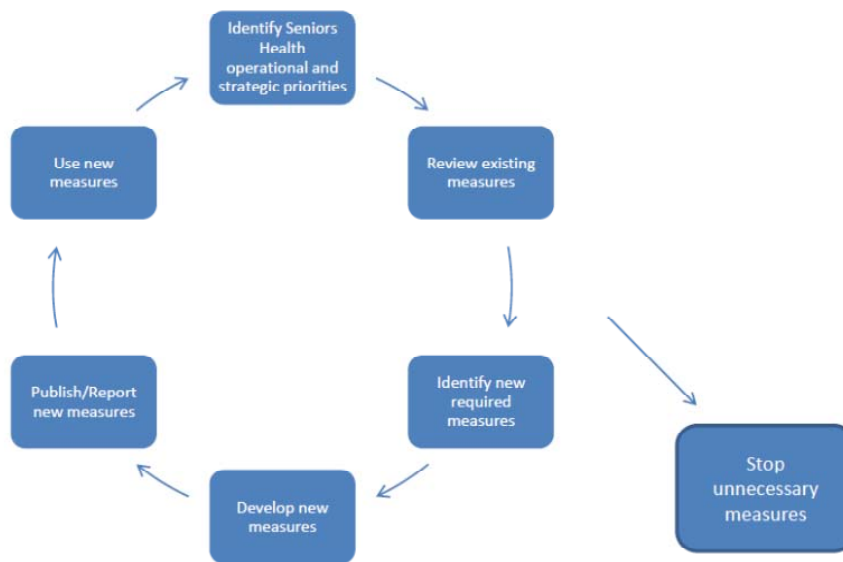 Identify Seniors
Health
operational and
strategic priorities
Review existing
measures
Identify new
required
measures
Stop
unnecessary
measures
Develop new
measures
Publish/Report
new measures
Use new
measures